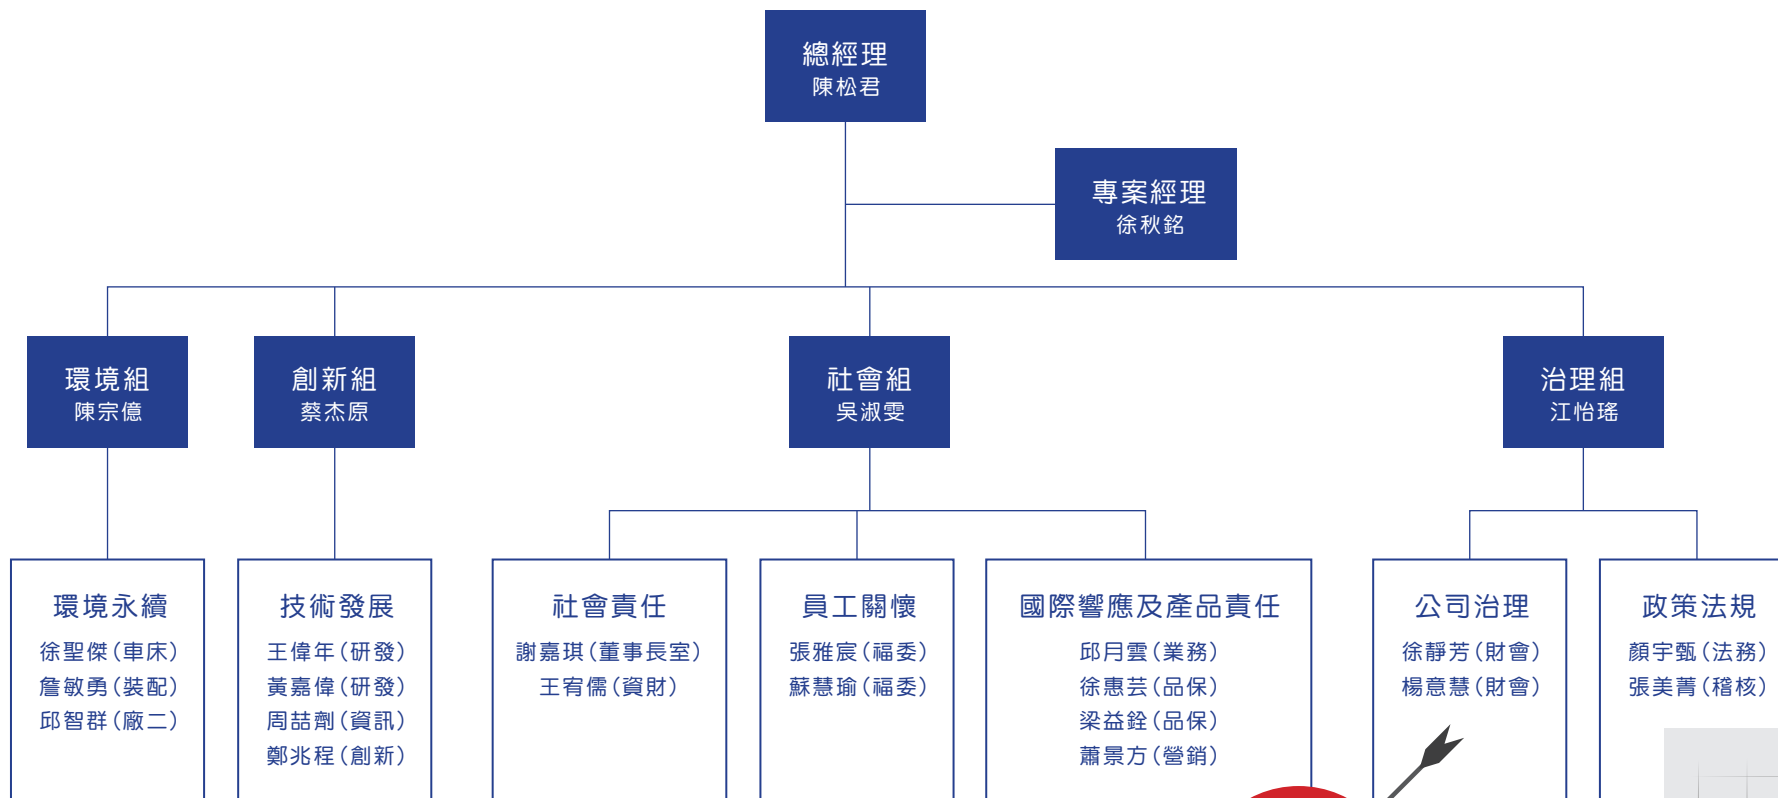 總經理
陳松君
專案經理
徐秋銘
環境組
陳宗億
創新組
蔡杰原
社會組
吳淑雯
治理組
江怡瑤
環境永續
徐聖傑(車床)
詹敏勇(裝配)
邱智群(廠二)
技術發展
王偉年(研發)
黃嘉偉(研發)
周喆劑(資訊)
鄭兆程(創新)
社會責任
謝嘉琪(董事長室)
王宥儒(資財)
員工關懷
張雅宸(福委)
蘇慧瑜(福委)
國際響應及產品責任
邱月雲(業務)
徐惠芸(品保)
梁益銓(品保)
蕭景方(營銷)
公司治理
徐靜芳(財會)
楊意慧(財會)
政策法規
顏宇甄(法務)
張美菁(稽核)